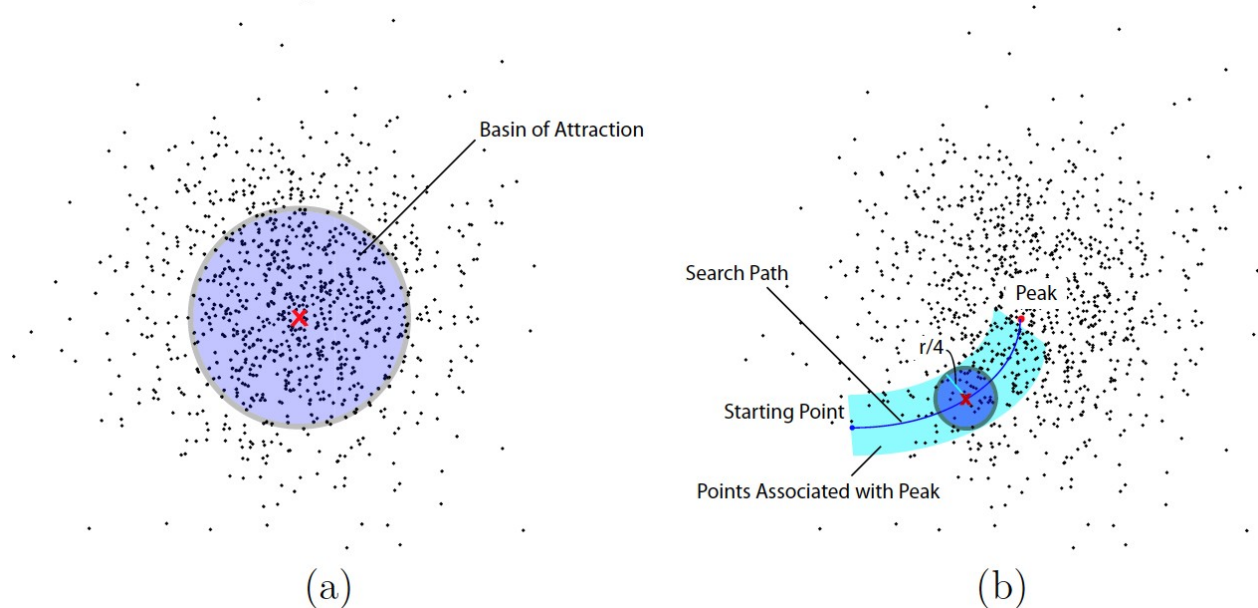 Basin of Attraction
(a)
Search Path
Peak
r/4
Starting Point
Points Associated with Peak
(b)